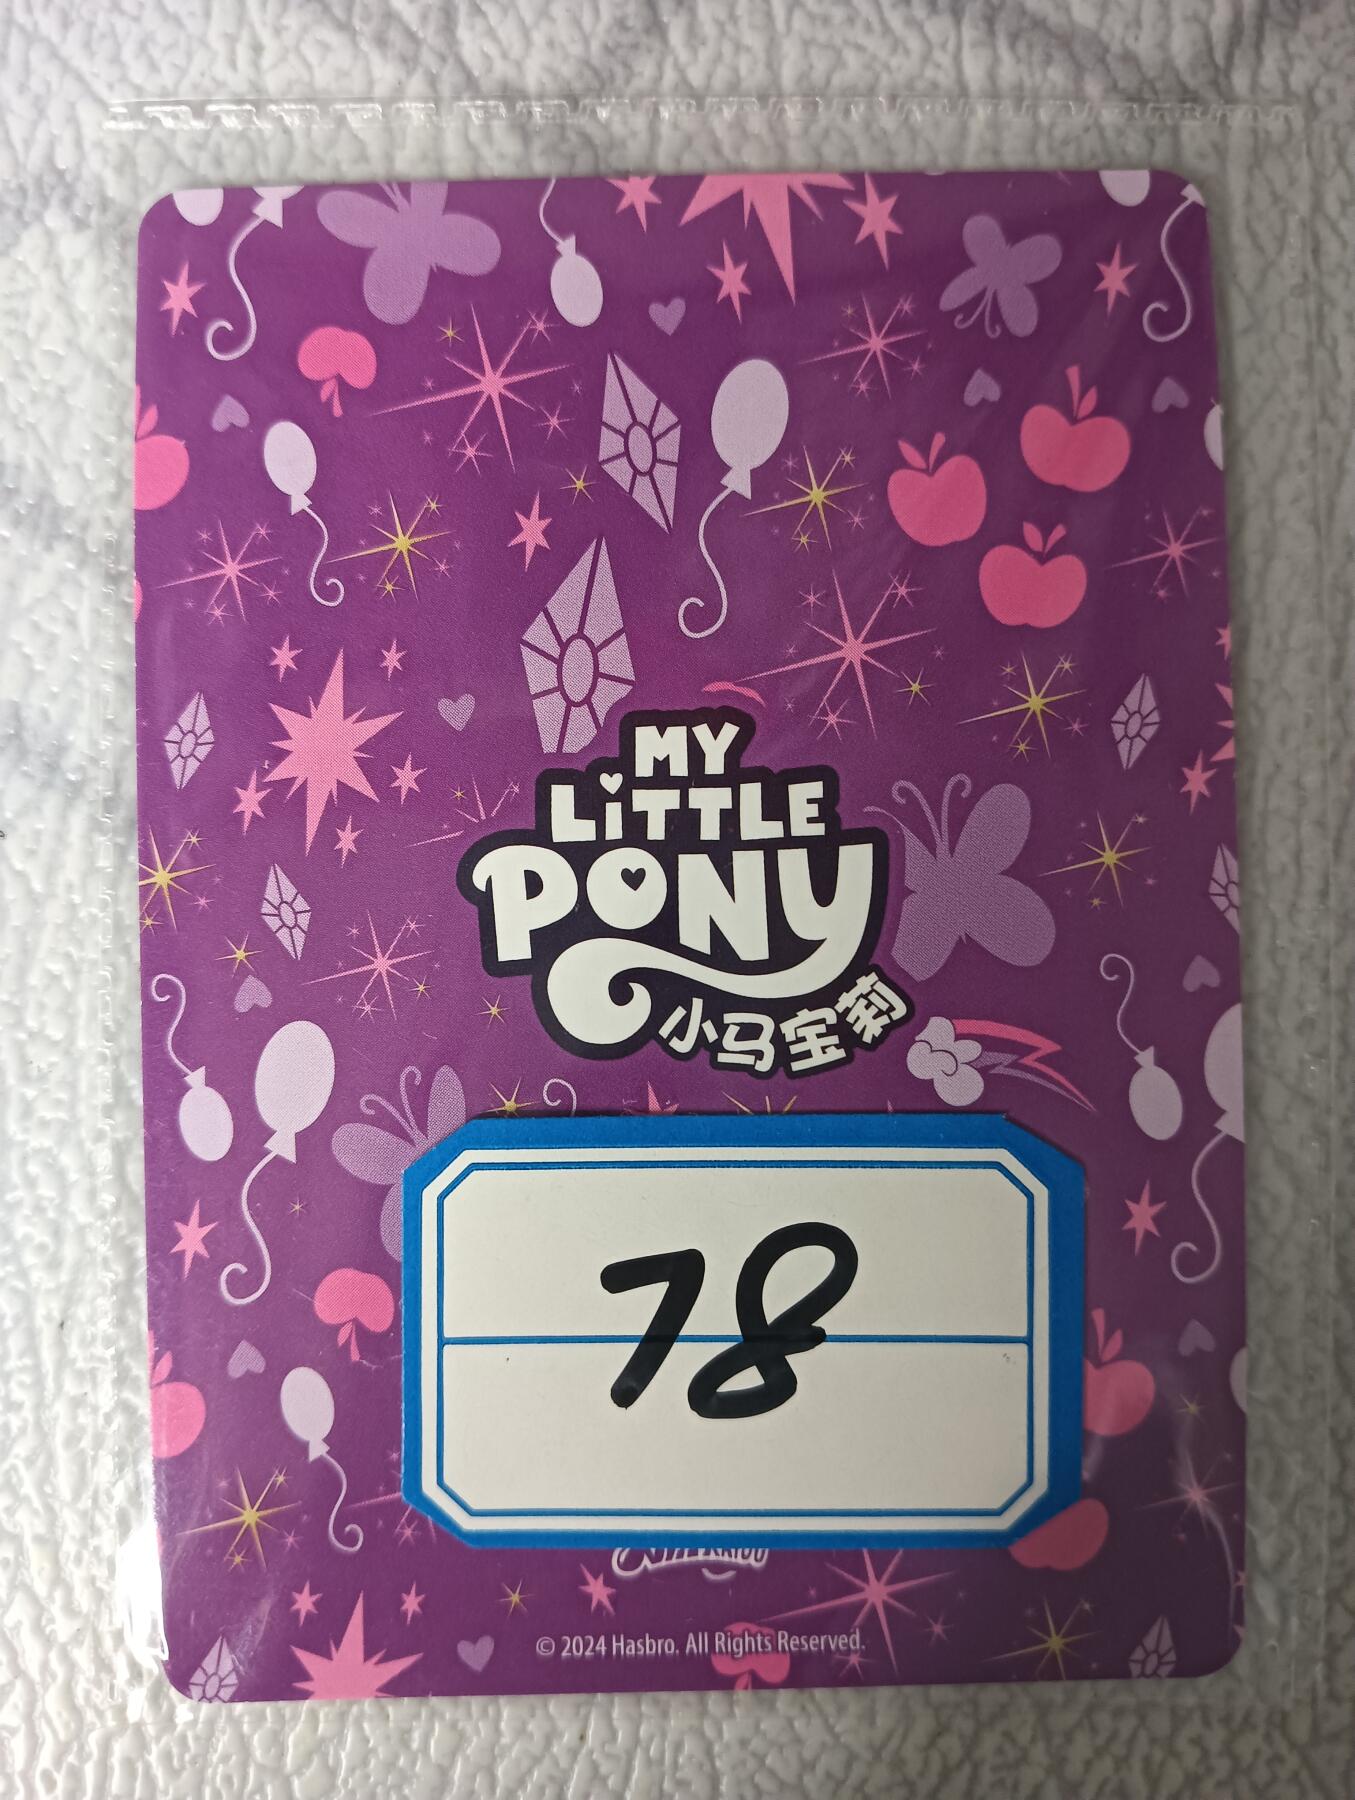 MY
LiTTLE
PONY
小马宝莉
78
© 2024 Hasbro. All Rights Reserved.